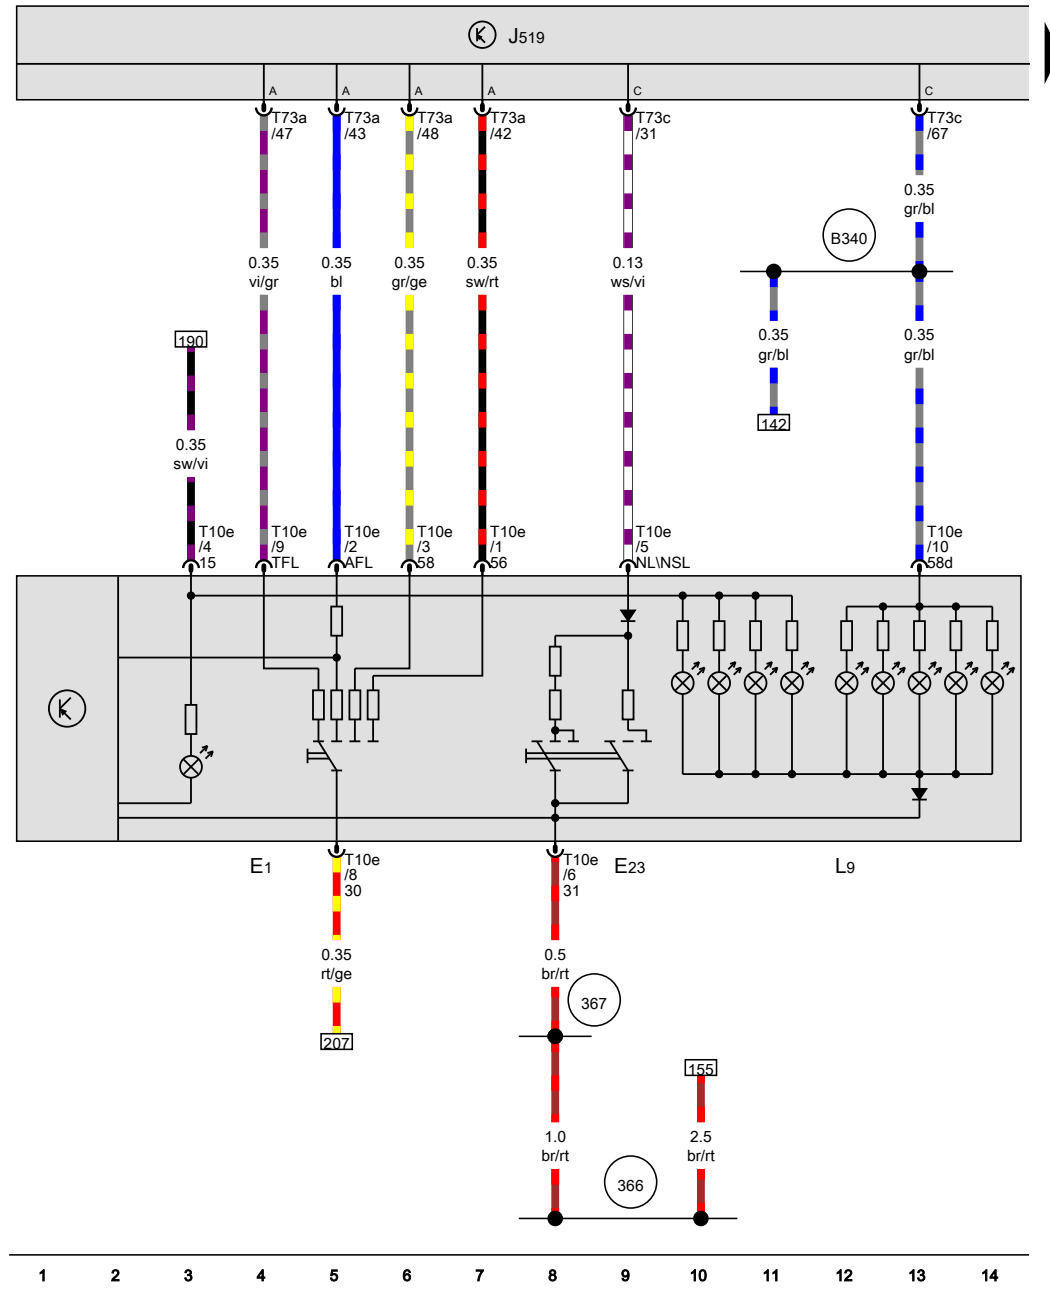 J519
A A A A C C
T73a T73a T73a T73a T73c T73c
/47 /43 /48 /42 /31 /67
0.35
gr/bl
B340
0.35 0.35 0.35 0.35 0.13
vi/gr bl gr/ge sw/rt ws/vi
190
0.35 0.35
gr/bl gr/bl
142
0.35
sw/vi
T10e T10e T10e T10e T10e T10e T10e
/4 /9 /2 /3 /1 /5 /10
15 TFL AFL 58 56 NL\NSL 58d
E1 E23 L9
T10e T10e
/8 /6
30 31
0.35 0.5
rt/ge br/rt
367
207
155
1.0 2.5
br/rt br/rt
366
1 2 3 4 5 6 7 8 9 10 11 12 13 14